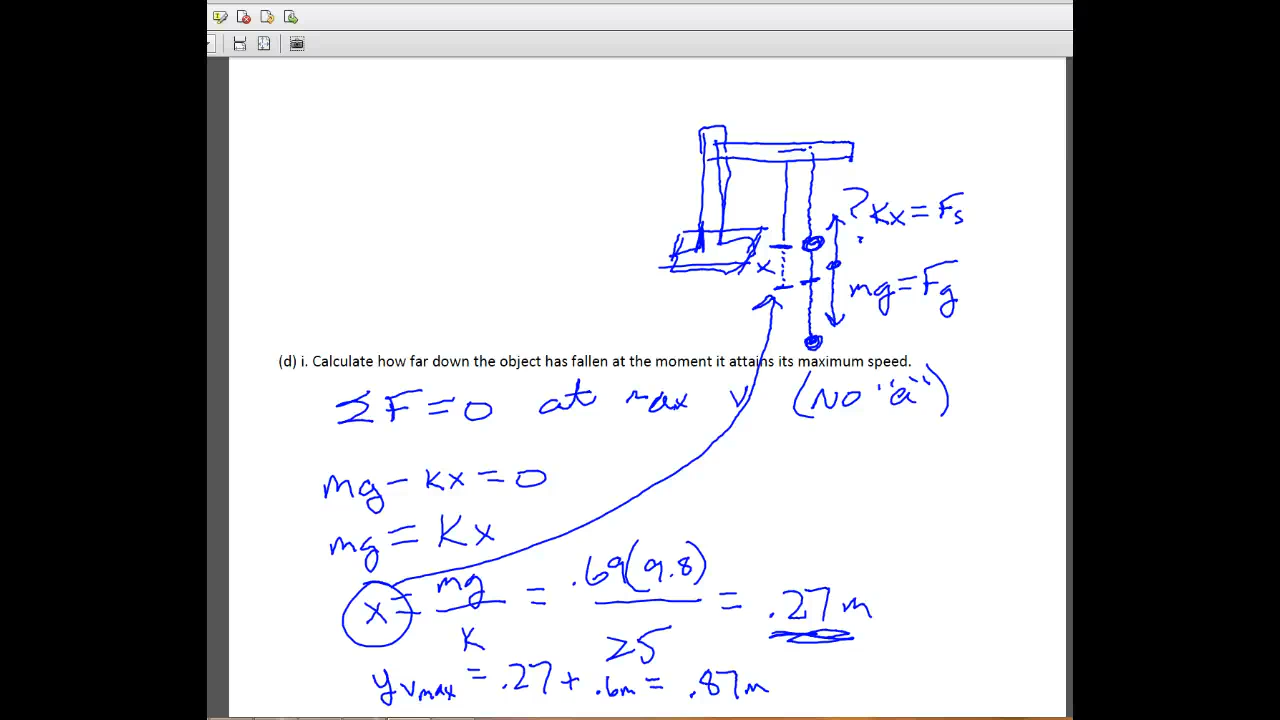 ? Kx = Fs
x
mg = Fg
(d) i. Calculate how far down the object has fallen at the moment it attains its maximum speed.
ΣF = 0 at max v (NO "a")
mg - Kx = 0
mg = Kx
x = mg/K = .69(9.8)/25 = .27m
yvmax = .27 + .6m = .87m